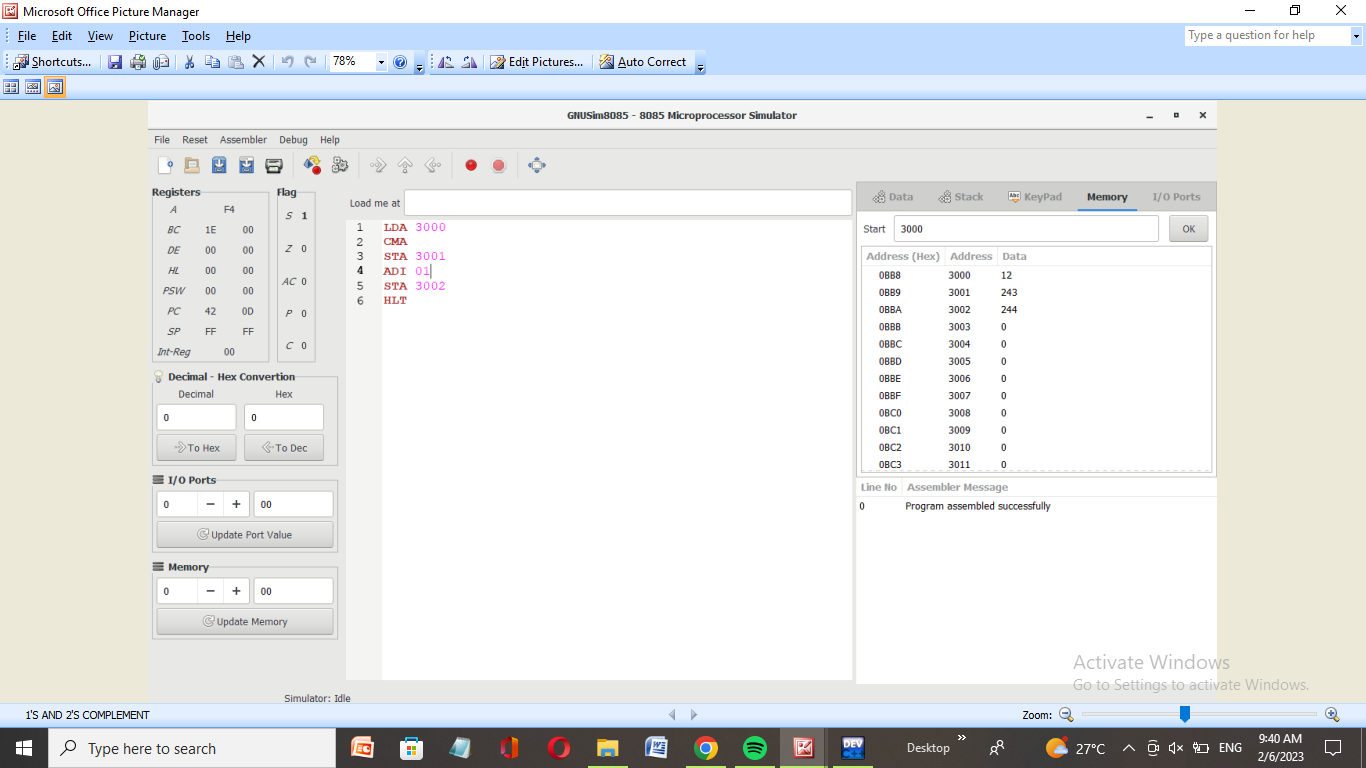 Microsoft Office Picture Manager
File Edit View Picture Tools Help
Type a question for help
Shortcuts...
78%
Edit Pictures...
Auto Correct
GNUSim8085 - 8085 Microprocessor Simulator
File Reset Assembler Debug Help
Registers
A F4
BC 1E 00
DE 00 00
HL 00 00
PSW 00 00
PC 42 0D
SP FF FF
Int-Reg 00
Flag
S 1
Z 0
AC 0
P 0
C 0
Decimal - Hex Convertion
Decimal Hex
0 0
To Hex To Dec
I/O Ports
0 − + 00
Update Port Value
Memory
0 − + 00
Update Memory
Load me at
1 LDA 3000
2 CMA
3 STA 3001
4 ADI 01
5 STA 3002
6 HLT
Data Stack Abc KeyPad Memory I/O Ports
Start 3000 OK
Address (Hex) Address Data
0BB8 3000 12
0BB9 3001 243
0BBA 3002 244
0BBB 3003 0
0BBC 3004 0
0BBD 3005 0
0BBE 3006 0
0BBF 3007 0
0BC0 3008 0
0BC1 3009 0
0BC2 3010 0
0BC3 3011 0
Line No Assembler Message
0 Program assembled successfully
Activate Windows
Go to Settings to activate Windows.
Simulator: Idle
1'S AND 2'S COMPLEMENT
Zoom:
Type here to search
DEV
Desktop
27°C
ENG
9:40 AM
2/6/2023